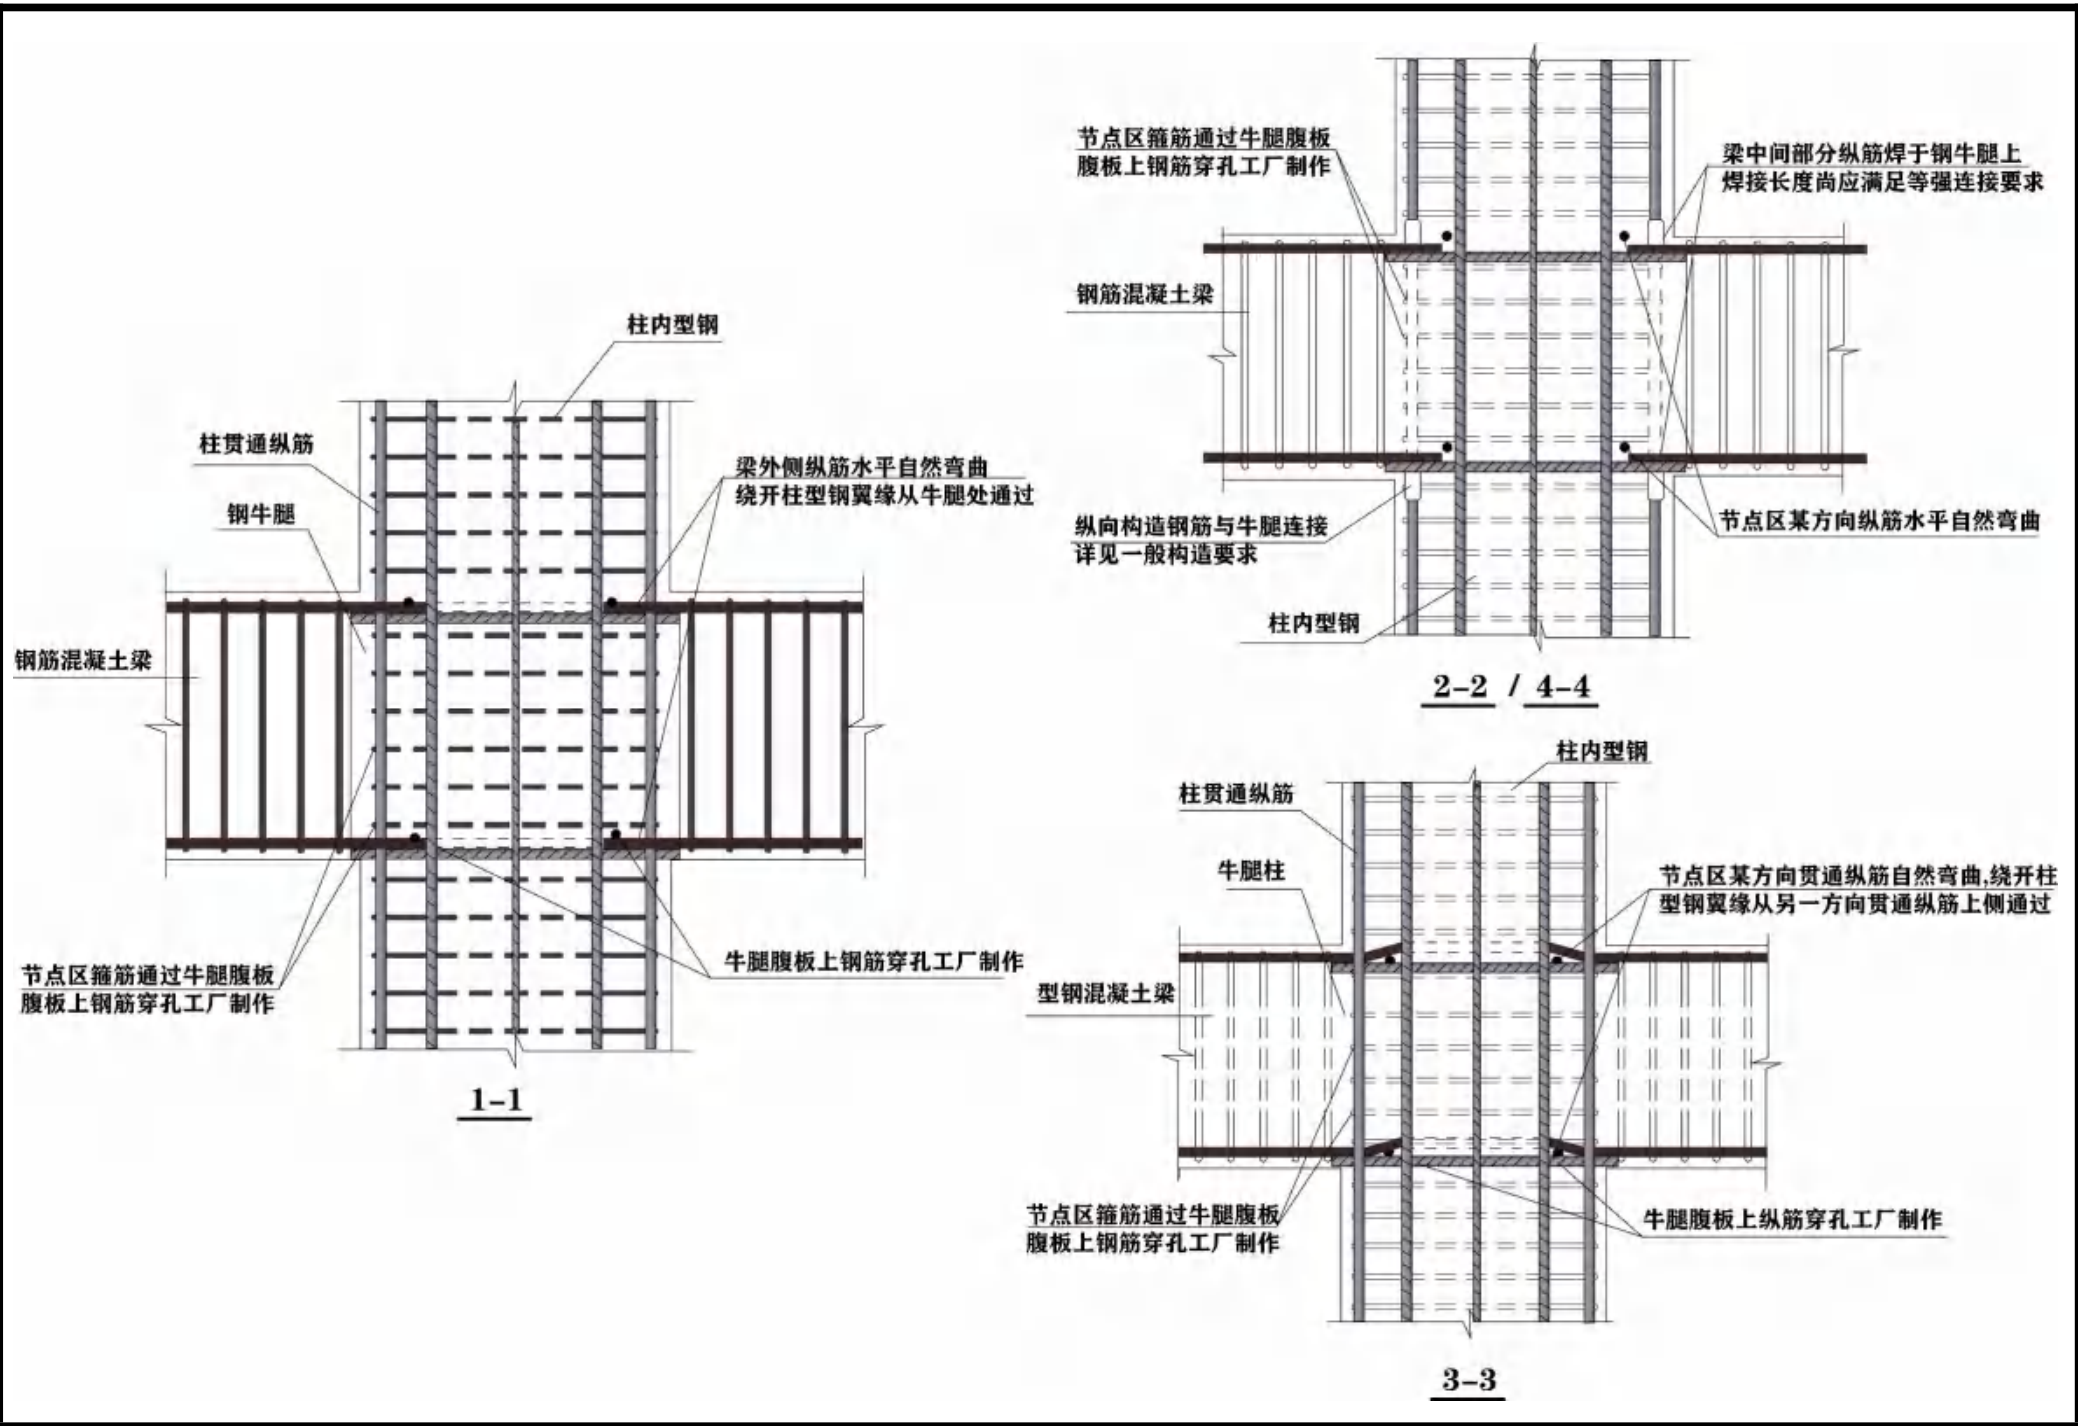 柱内型钢
柱贯通纵筋
钢牛腿
梁外侧纵筋水平自然弯曲
绕开柱型钢翼缘从牛腿处通过
钢筋混凝土梁
节点区箍筋通过牛腿腹板
腹板上钢筋穿孔工厂制作
牛腿腹板上钢筋穿孔工厂制作
1-1
节点区箍筋通过牛腿腹板
腹板上钢筋穿孔工厂制作
梁中间部分纵筋焊于钢牛腿上
焊接长度尚应满足等强连接要求
钢筋混凝土梁
纵向构造钢筋与牛腿连接
详见一般构造要求
节点区某方向纵筋水平自然弯曲
柱内型钢
2-2 / 4-4
柱内型钢
柱贯通纵筋
牛腿柱
节点区某方向贯通纵筋自然弯曲,绕开柱
型钢翼缘从另一方向贯通纵筋上侧通过
型钢混凝土梁
节点区箍筋通过牛腿腹板
腹板上钢筋穿孔工厂制作
牛腿腹板上纵筋穿孔工厂制作
3-3